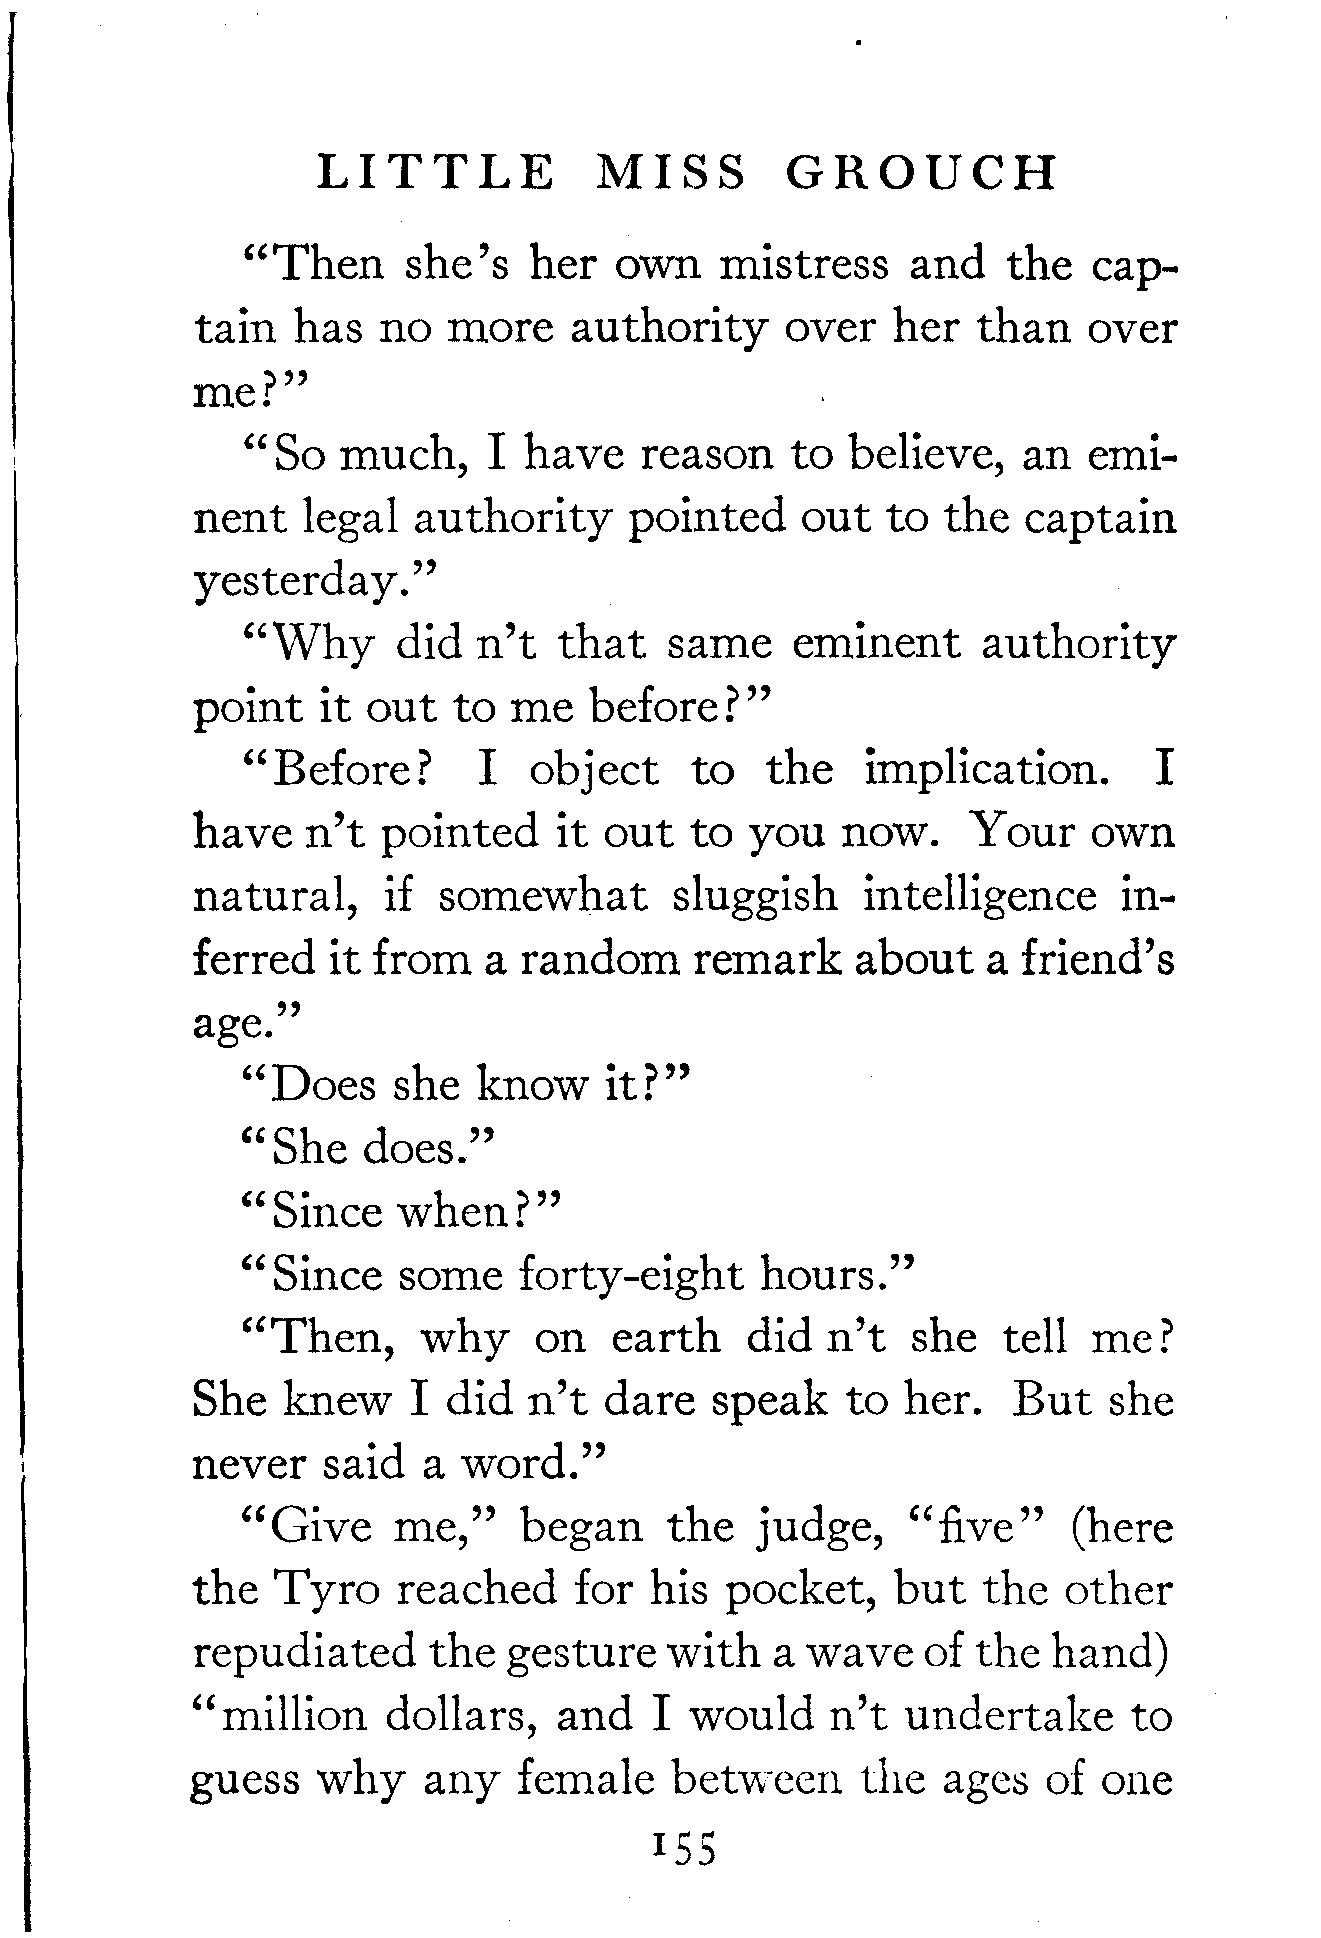 LITTLE MISS GROUCH
“Then she’s her own mistress and the cap-
tain has no more authority over her than over
me?”
“So much, I have reason to believe, an emi-
nent legal authority pointed out to the captain
yesterday.”
“Why did n’t that same eminent authority
point it out to me before?”
“Before? I object to the implication. I
have n’t pointed it out to you now. Your own
natural, if somewhat sluggish intelligence in-
ferred it from a random remark about a friend’s
age.”
“Does she know it?”
“She does.”
“Since when?”
“Since some forty-eight hours.”
“Then, why on earth did n’t she tell me?
She knew I did n’t dare speak to her. But she
never said a word.”
“Give me,” began the judge, “five” (here
the Tyro reached for his pocket, but the other
repudiated the gesture with a wave of the hand)
“million dollars, and I would n’t undertake to
guess why any female between the ages of one
155